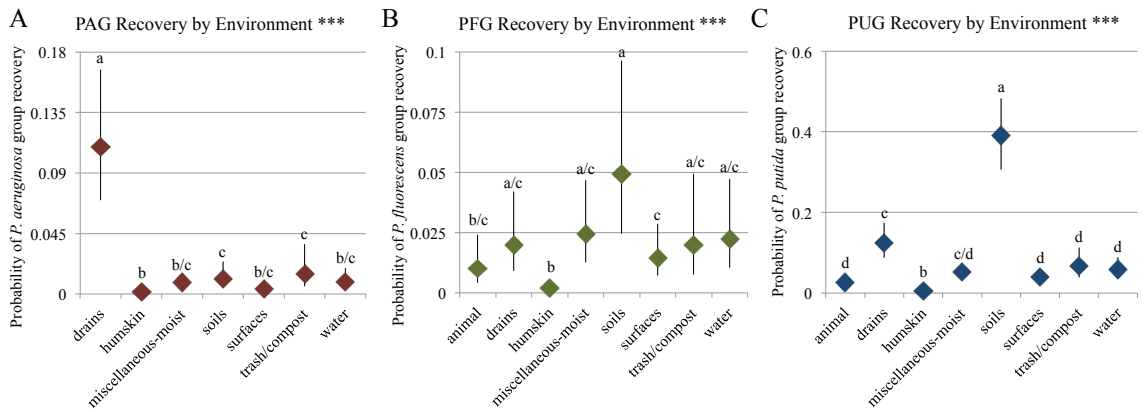 A
PAG Recovery by Environment ***
Probability of P. aeruginosa group recovery
0.18
0.135
0.09
0.045
0
a
b
b/c
c
b/c
c
b/c
drains
humskin
miscellaneous-moist
soils
surfaces
trash/compost
water
B
PFG Recovery by Environment ***
Probability of P. fluorescens group recovery
0.1
0.075
0.05
0.025
0
b/c
a/c
b
a/c
a
c
a/c
a/c
animal
drains
humskin
miscellaneous-moist
soils
surfaces
trash/compost
water
C
PUG Recovery by Environment ***
Probability of P. putida group recovery
0.6
0.4
0.2
0
d
c
b
c/d
a
d
d
d
animal
drains
humskin
miscellaneous-moist
soils
surfaces
trash/compost
water